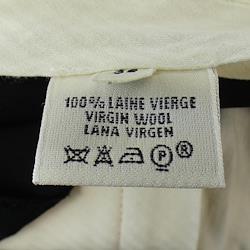 100% LAINE VIERGE
VIRGIN WOOL
LANA VIRGEN
P